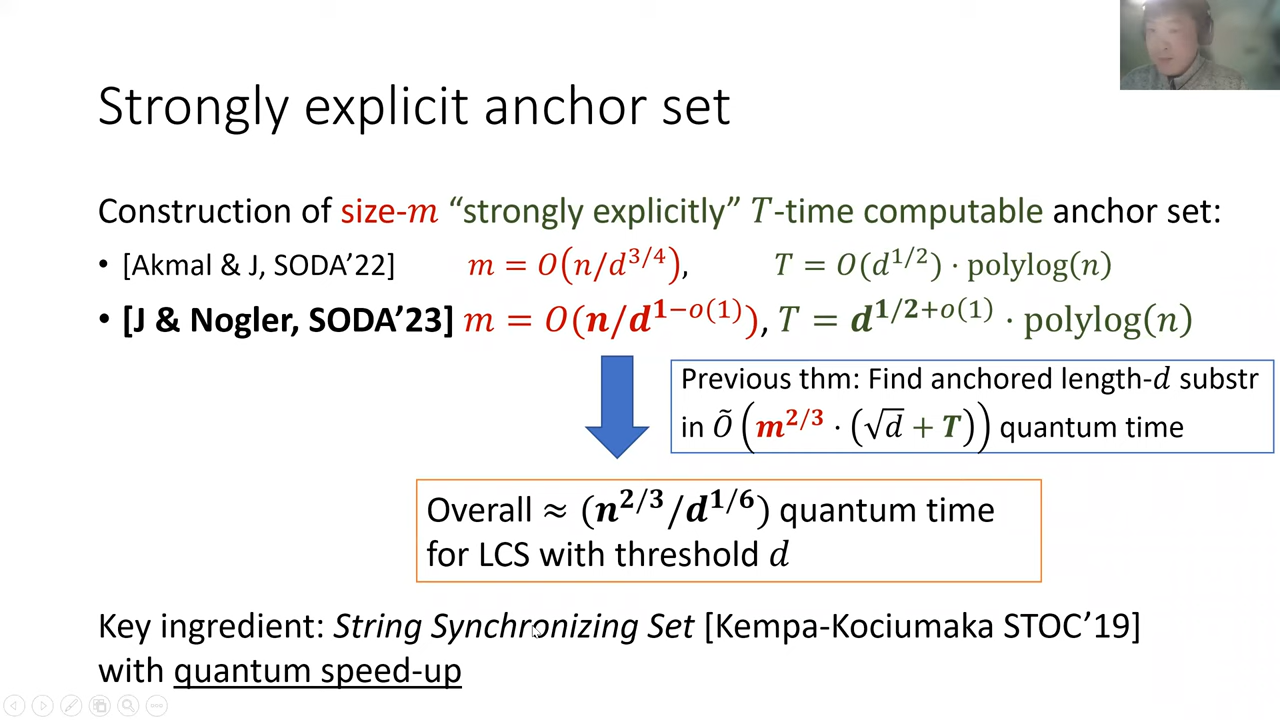 Strongly explicit anchor set
Construction of size-m “strongly explicitly” T-time computable anchor set:
• [Akmal & J, SODA’22] m = O(n/d^{3/4}), T = O(d^{1/2}) · polylog(n)
• [J & Nogler, SODA’23] m = O(n/d^{1−o(1)}), T = d^{1/2+o(1)} · polylog(n)
Previous thm: Find anchored length-d substr
in Õ(m^{2/3} · (√d + T)) quantum time
Overall ≈ (n^{2/3}/d^{1/6}) quantum time
for LCS with threshold d
Key ingredient: String Synchronizing Set [Kempa-Kociumaka STOC’19]
with quantum speed-up